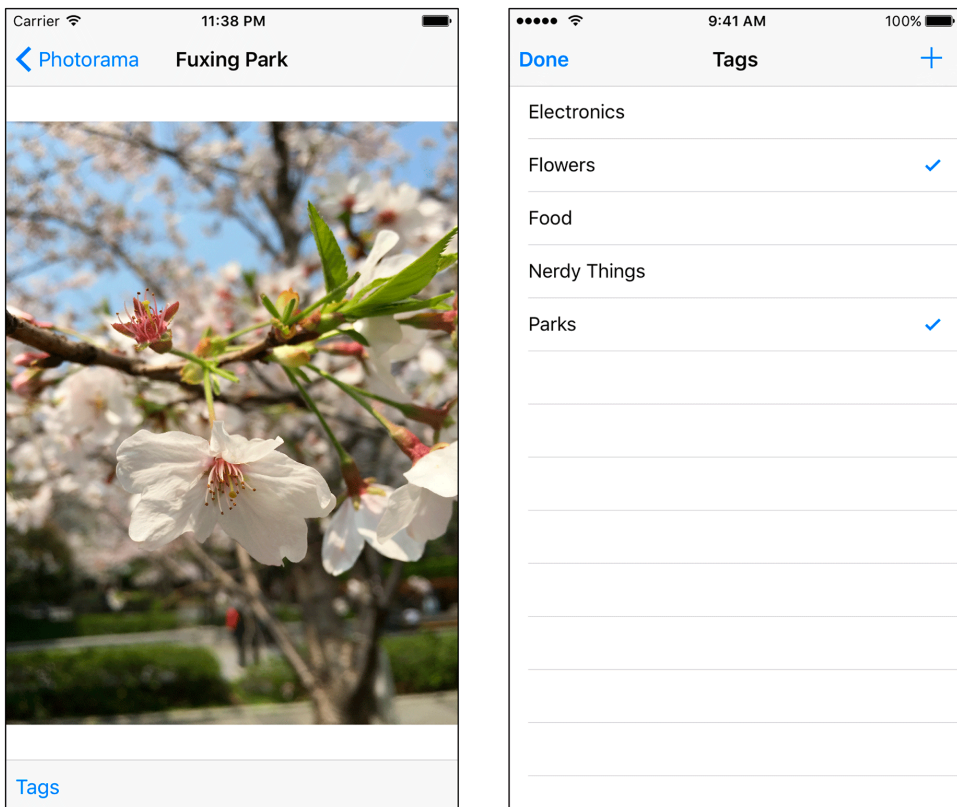 Carrier 11:38 PM
Photorama Fuxing Park
Tags
9:41 AM 100%
Done Tags +
Electronics
Flowers
Food
Nerdy Things
Parks